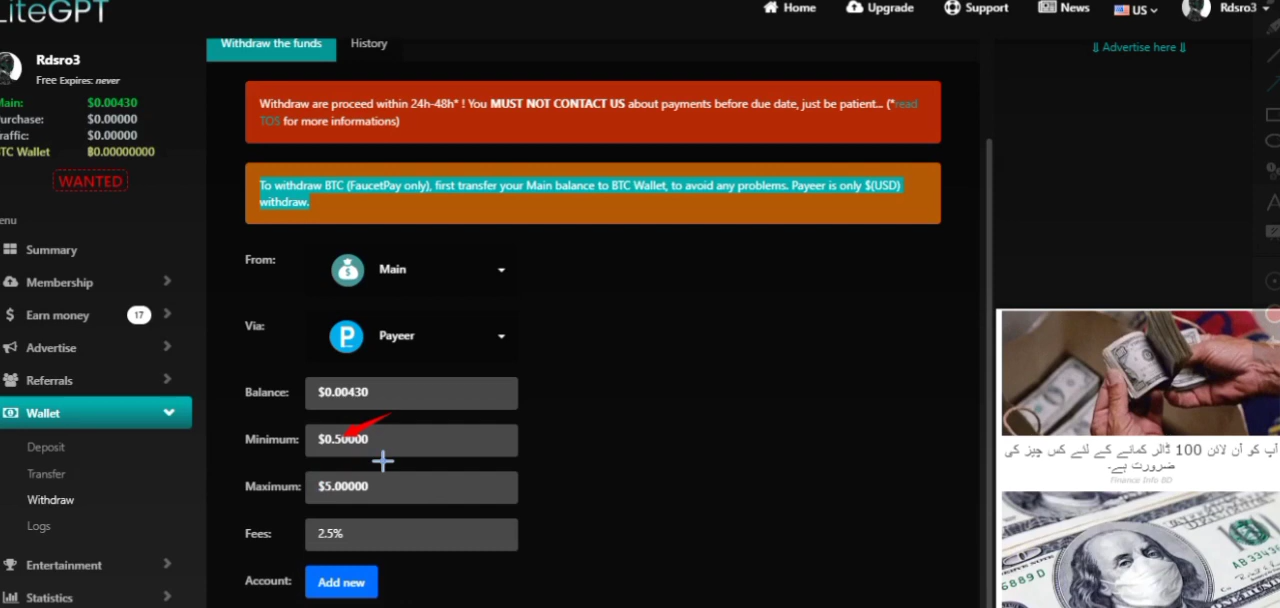 LiteGPT
Home
Upgrade
Support
News
US
Rdsro3
Rdsro3
Free Expires: never
Main: $0.00430
Purchase: $0.00000
Traffic: $0.00000
BTC Wallet ฿0.00000000
WANTED
Menu
Summary
Membership
Earn money 17
Advertise
Referrals
Wallet
Deposit
Transfer
Withdraw
Logs
Entertainment
Statistics
Withdraw the funds
History
Withdraw are proceed within 24h-48h* ! You MUST NOT CONTACT US about payments before due date, just be patient... (*read
TOS for more informations)
To withdraw BTC (FaucetPay only), first transfer your Main balance to BTC Wallet, to avoid any problems. Payeer is only $(USD)
withdraw.
From: Main
Via: Payeer
Balance: $0.00430
Minimum: $0.50000
Maximum: $5.00000
Fees: 2.5%
Account: Add new
⇓ Advertise here ⇓
آپ کو آن لائن 100 ڈالر کمانے کے لئے کس چیز کی
ضرورت ہے۔
Finance Info BD